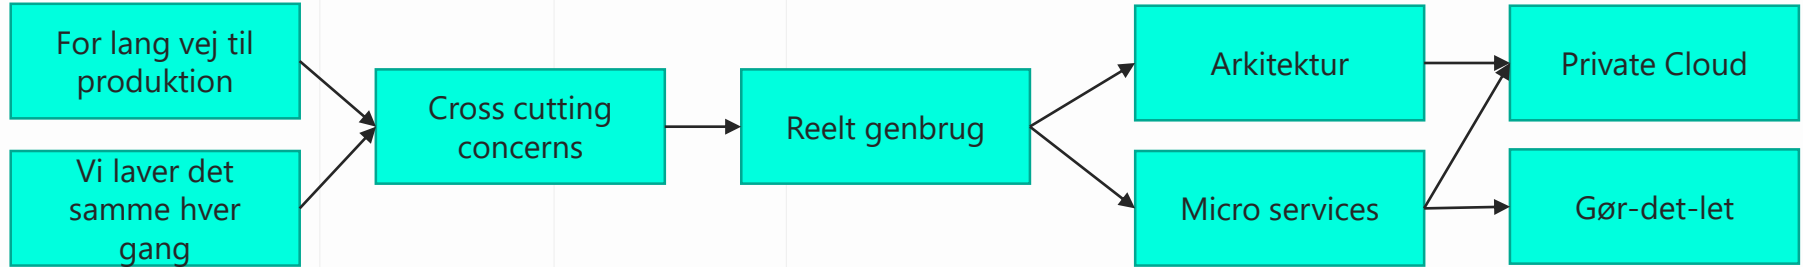 For lang vej til
produktion
Vi laver det
samme hver
gang
Cross cutting
concerns
Reelt genbrug
Arkitektur
Micro services
Private Cloud
Gør-det-let